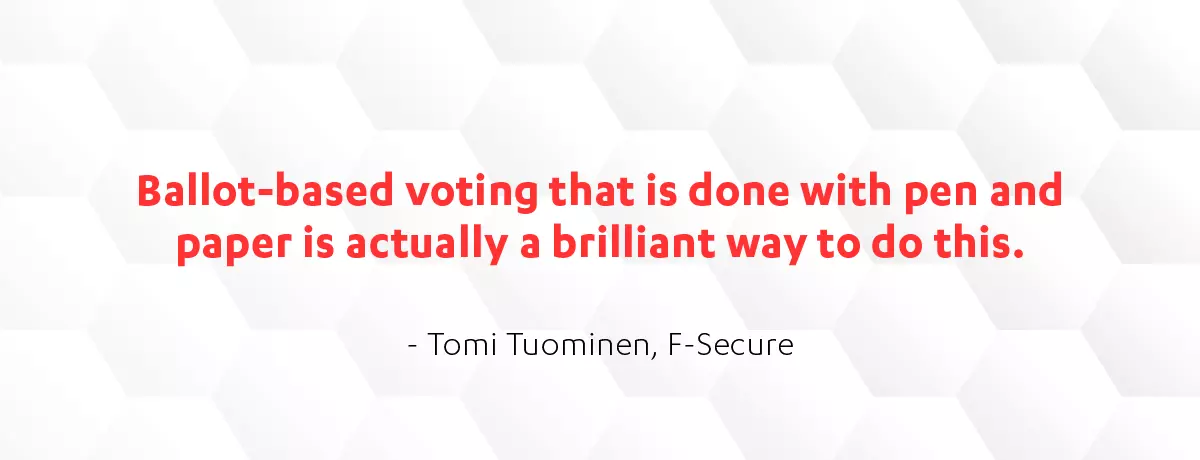 Ballot-based voting that is done with pen and
paper is actually a brilliant way to do this.
- Tomi Tuominen, F-Secure